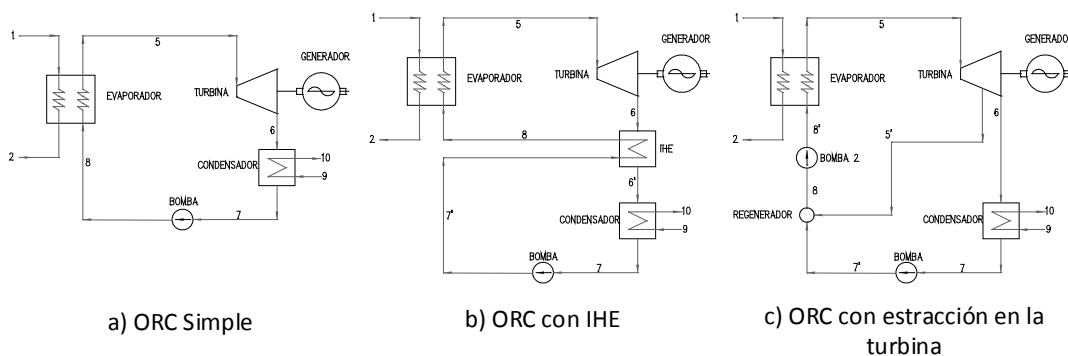 1
5
GENERADOR
EVAPORADOR
TURBINA
6
2
8
CONDENSADOR
10
9
BOMBA
7
a) ORC Simple
1
5
GENERADOR
EVAPORADOR
TURBINA
6
2
8
IHE
6'
7'
CONDENSADOR
10
9
BOMBA
7
b) ORC con IHE
1
5
GENERADOR
EVAPORADOR
TURBINA
6
2
8'
5'
BOMBA 2
8
REGENERADOR
CONDENSADOR
10
9
BOMBA
7'
7
c) ORC con estracción en la
turbina